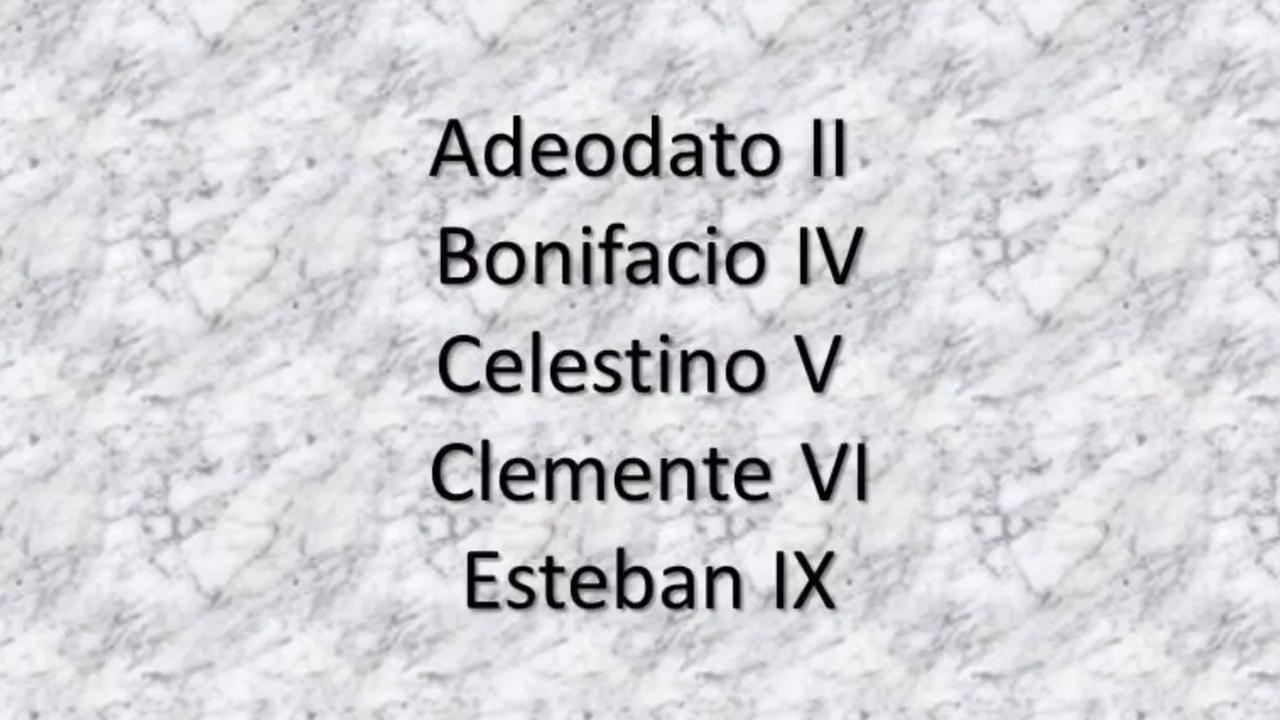 Adeodato II
Bonifacio IV
Celestino V
Clemente VI
Esteban IX